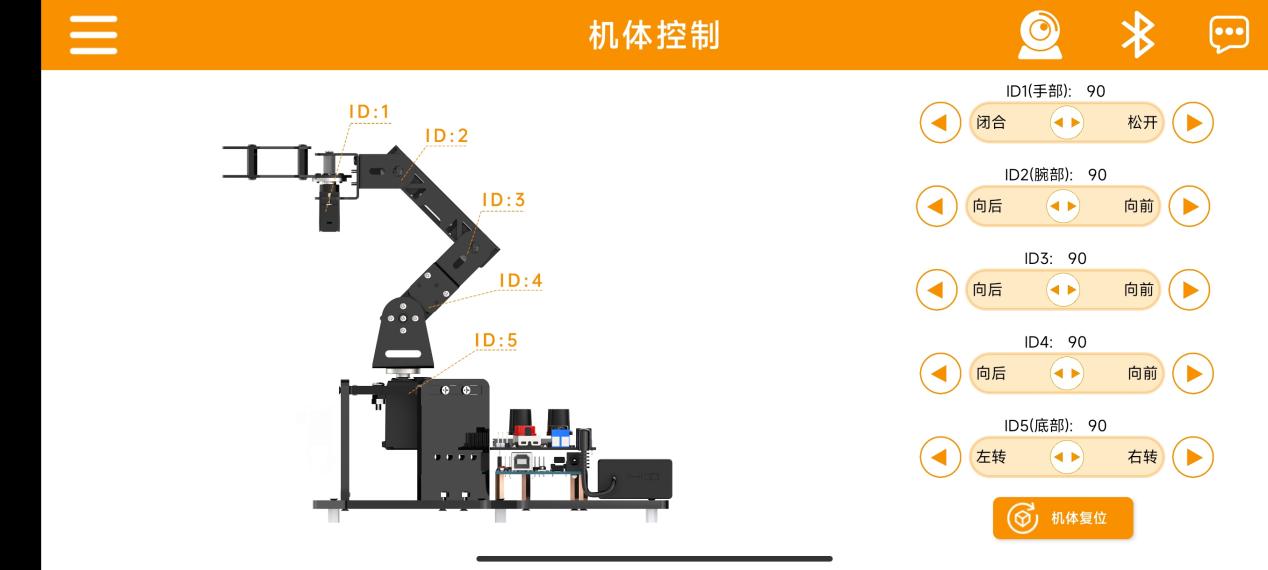 机体控制
ID:1
ID:2
ID:3
ID:4
ID:5
ID1(手部): 90
闭合 松开
ID2(腕部): 90
向后 向前
ID3: 90
向后 向前
ID4: 90
向后 向前
ID5(底部): 90
左转 右转
机体复位